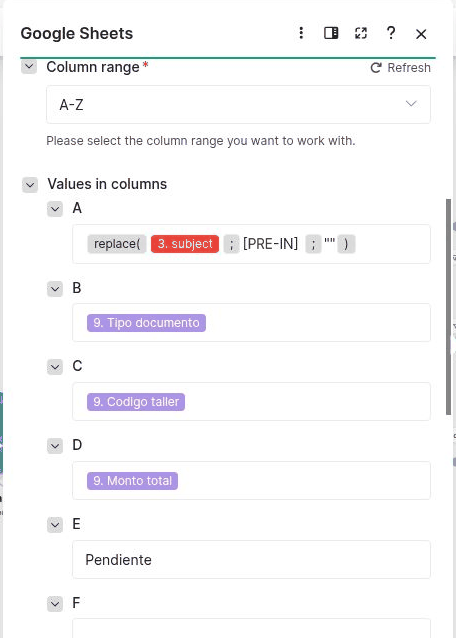 Google Sheets
Column range*
Refresh
A-Z
Please select the column range you want to work with.
Values in columns
A
replace( 3. subject ; [PRE-IN] ; "" )
B
9. Tipo documento
C
9. Codigo taller
D
9. Monto total
E
Pendiente
F